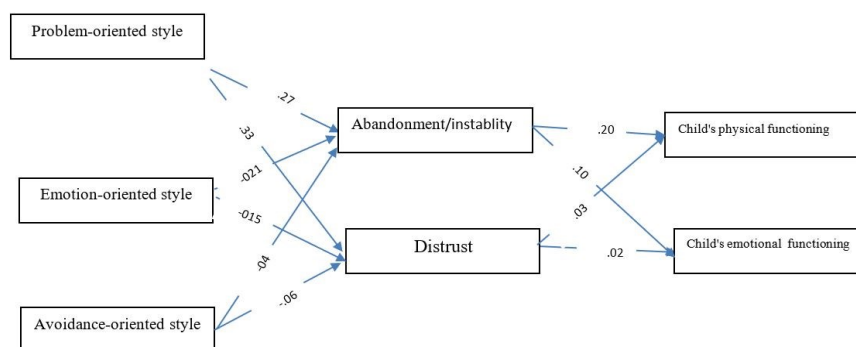 Problem-oriented style
.27
.33
Abandonment/instablity
.20
Child's physical functioning
-021
.10
Emotion-oriented style
-015
.03
Distrust
.02
Child's emotional functioning
-04
-.06
Avoidance-oriented style